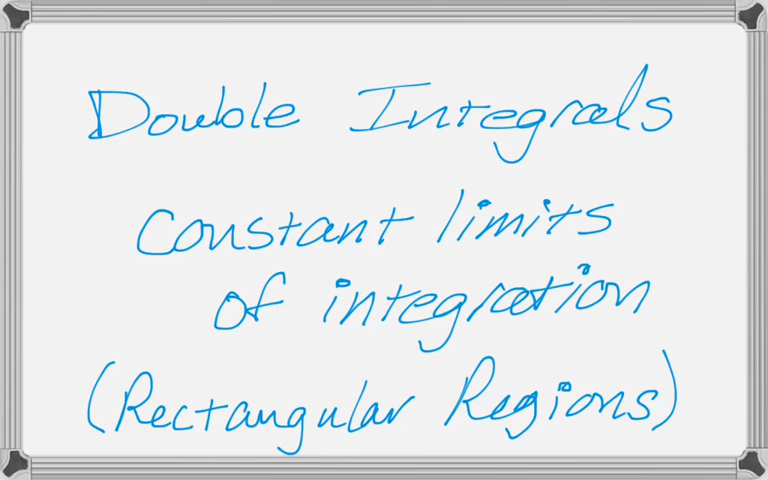 Double Integrals
Constant limits
of integration
(Rectangular Regions)